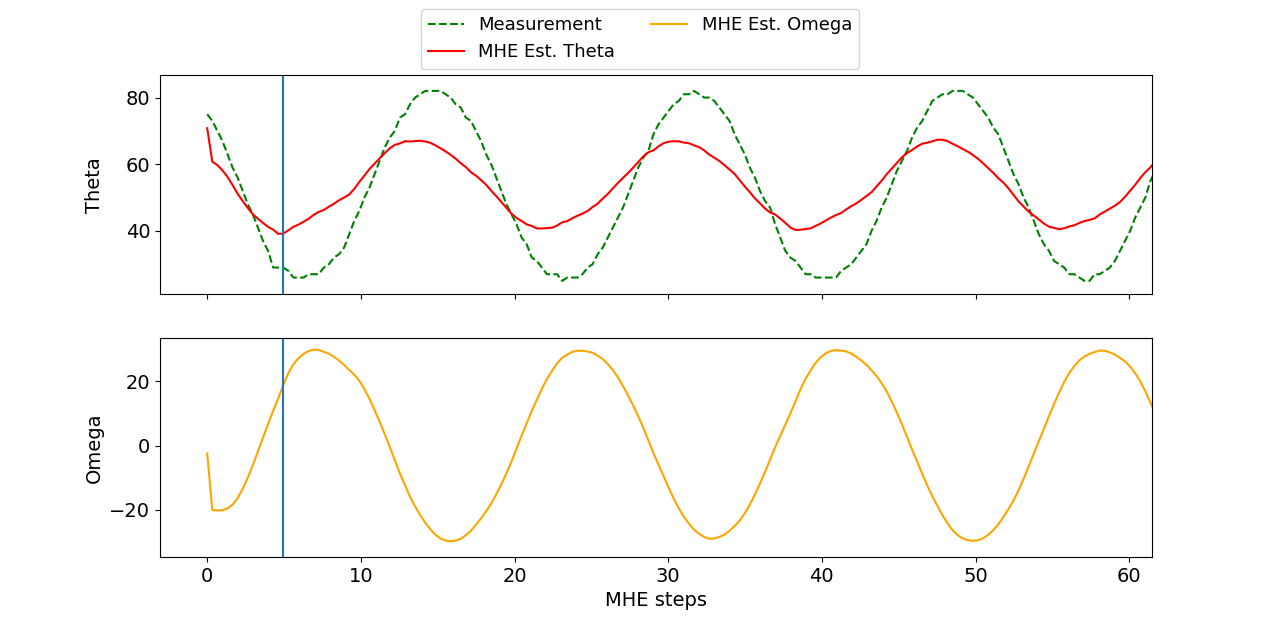 Measurement
MHE Est. Theta
MHE Est. Omega
80
60
40
Theta
20
0
−20
Omega
0 10 20 30 40 50 60
MHE steps